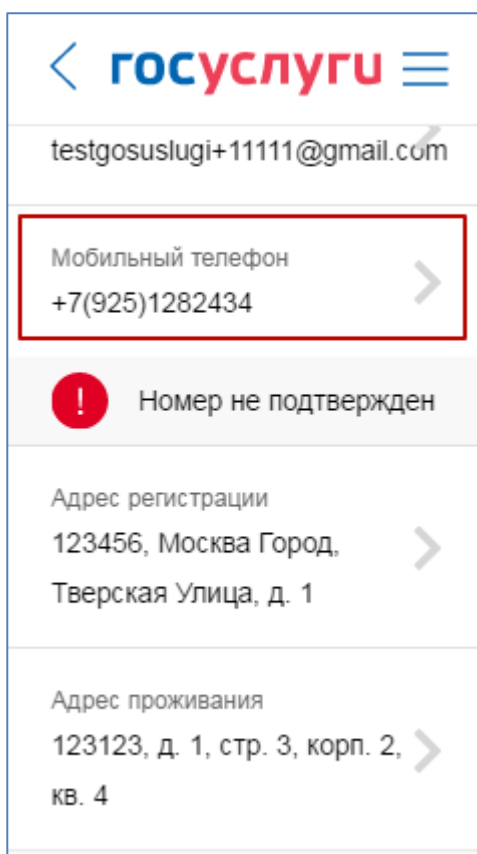 госуслуги
testgosuslugi+11111@gmail.com
Мобильный телефон
+7(925)1282434
! Номер не подтвержден
Адрес регистрации
123456, Москва Город,
Тверская Улица, д. 1
Адрес проживания
123123, д. 1, стр. 3, корп. 2,
кв. 4